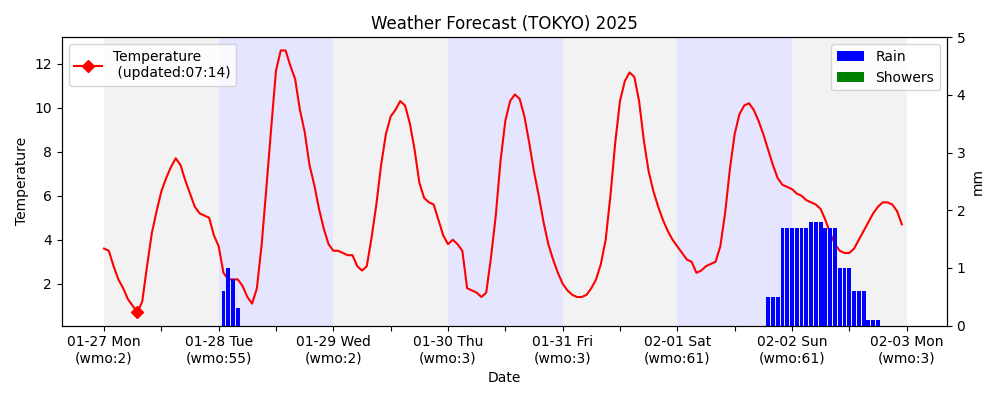 Weather Forecast (TOKYO) 2025
Temperature
(updated:07:14)
Rain
Showers
12
10
8
6
4
2
Temperature
5
4
3
2
1
0
mm
01-27 Mon
(wmo:2)
01-28 Tue
(wmo:55)
01-29 Wed
(wmo:2)
01-30 Thu
(wmo:3)
01-31 Fri
(wmo:3)
02-01 Sat
(wmo:61)
02-02 Sun
(wmo:61)
02-03 Mon
(wmo:3)
Date